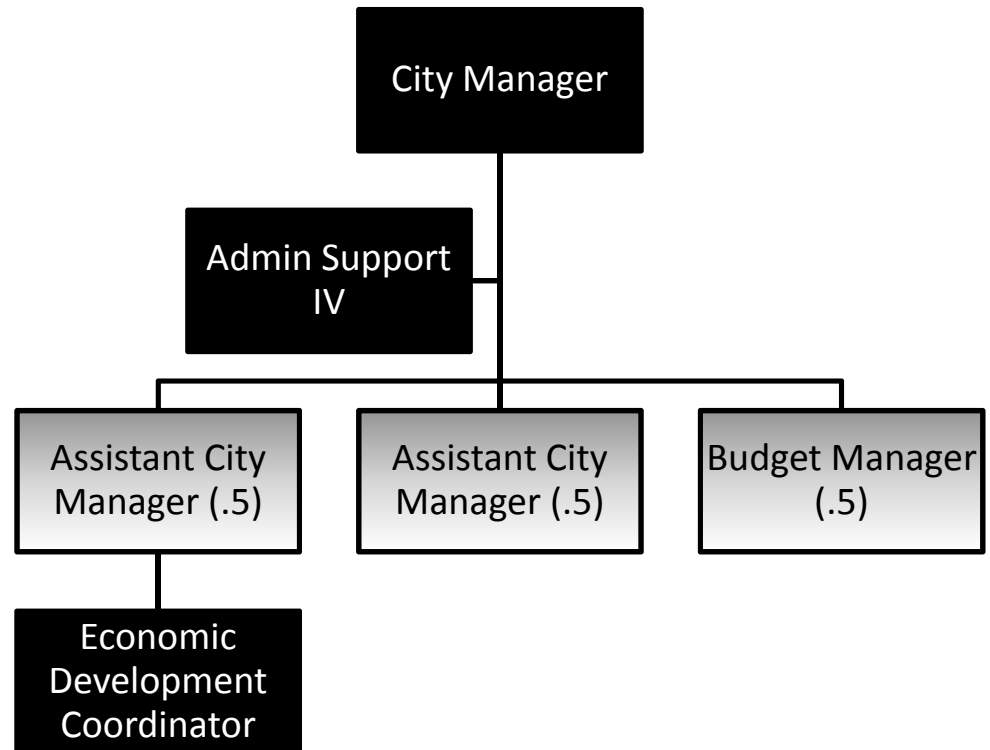 City Manager
Admin Support
IV
Assistant City
Manager (.5)
Assistant City
Manager (.5)
Budget Manager
(.5)
Economic
Development
Coordinator